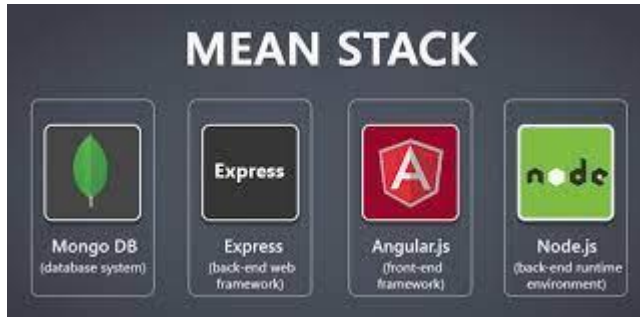 MEAN STACK
Express
A
node
Mongo DB
(database system)
Express
(back-end web
framework)
Angular.js
(front-end
framework)
Node.js
(back-end runtime
environment)